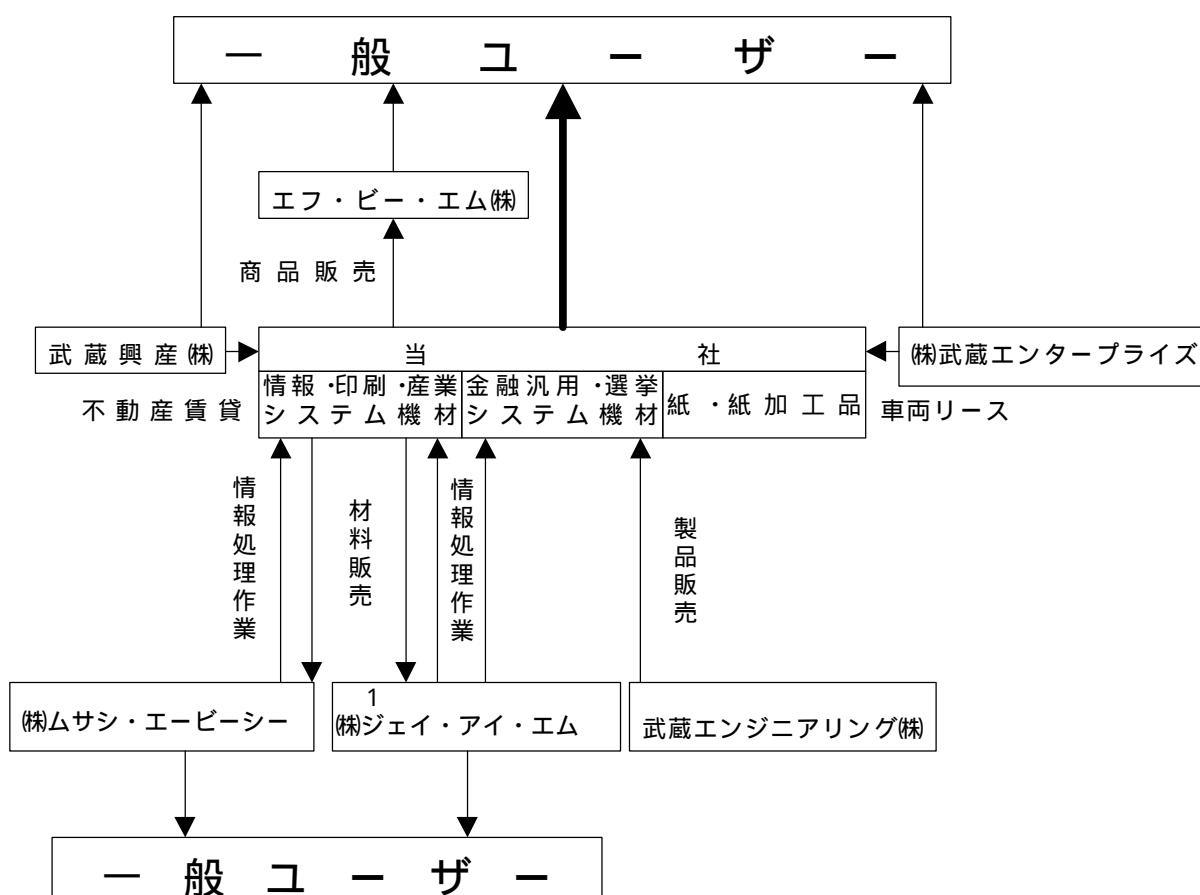 一般ユーザー
エフ・ビー・エム㈱
商品販売
武蔵興産㈱
当社
㈱武蔵エンタープライズ
情報・印刷・産業
システム機材
金融汎用・選挙
システム機材
紙・紙加工品
不動産賃貸
車両リース
情報処理作業
材料販売
情報処理作業
製品販売
㈱ムサシ・エービーシー
1
㈱ジェイ・アイ・エム
武蔵エンジニアリング㈱
一般ユーザー